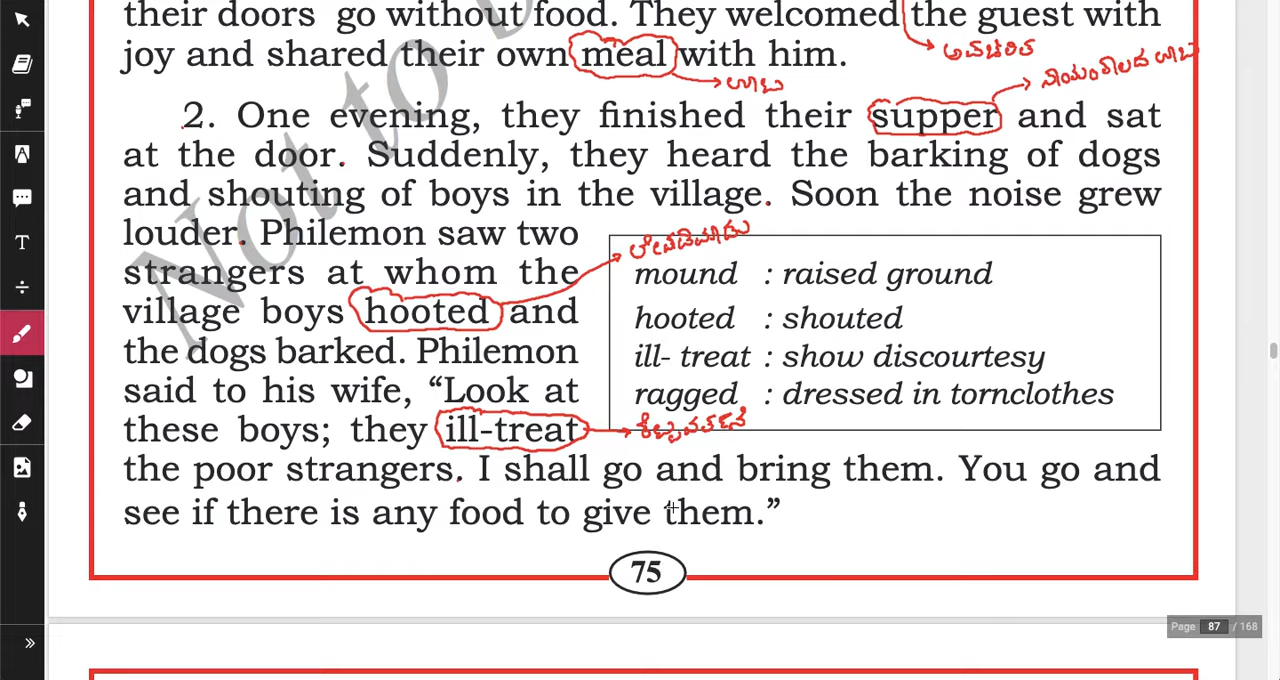 their doors go without food. They welcomed the guest with
joy and shared their own meal with him.
ಊಟ
2. One evening, they finished their supper and sat
at the door. Suddenly, they heard the barking of dogs
and shouting of boys in the village. Soon the noise grew
louder. Philemon saw two
strangers at whom the
village boys hooted and
the dogs barked. Philemon
said to his wife, “Look at
these boys; they ill-treat
the poor strangers. I shall go and bring them. You go and
see if there is any food to give them.”
mound : raised ground
hooted : shouted
ill- treat : show discourtesy
ragged : dressed in tornclothes
Not to b
75
Page 87 / 168